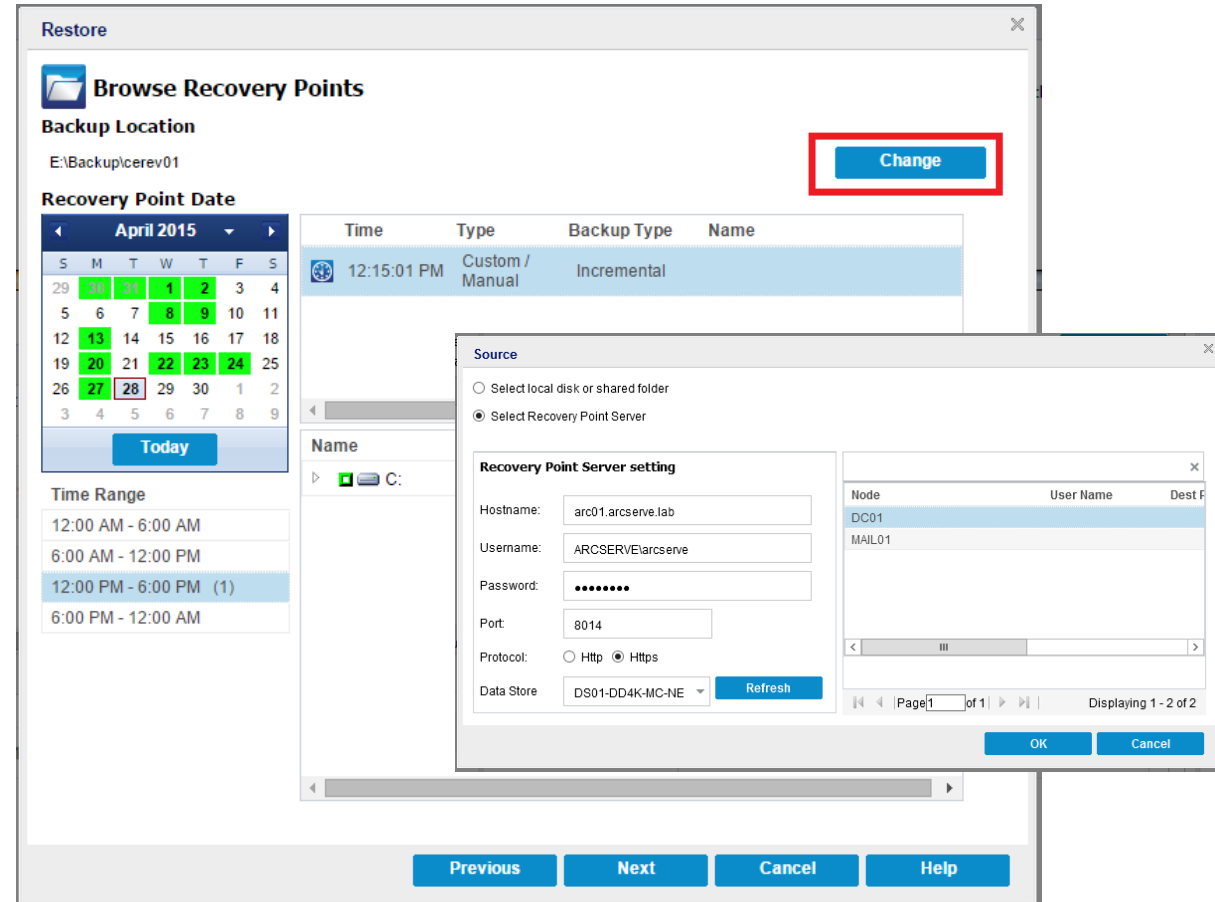 Restore
Browse Recovery Points
Backup Location
E:\Backup\cerev01
Change
Recovery Point Date
April 2015
S M T W T F S
29 30 31 1 2 3 4
5 6 7 8 9 10 11
12 13 14 15 16 17 18
19 20 21 22 23 24 25
26 27 28 29 30 1 2
3 4 5 6 7 8 9
Today
Time Range
12:00 AM - 6:00 AM
6:00 AM - 12:00 PM
12:00 PM - 6:00 PM (1)
6:00 PM - 12:00 AM
Time Type Backup Type Name
12:15:01 PM Custom / Manual Incremental
Name
C:
Source
Select local disk or shared folder
Select Recovery Point Server
Recovery Point Server setting
Hostname: arc01.arcserve.lab
Username: ARCSERVE\arcserve
Password: ••••••••
Port: 8014
Protocol: Http Https
Data Store DS01-DD4K-MC-NE Refresh
Node User Name Dest
DC01
MAIL01
Page 1 of 1 Displaying 1 - 2 of 2
OK Cancel
Previous Next Cancel Help